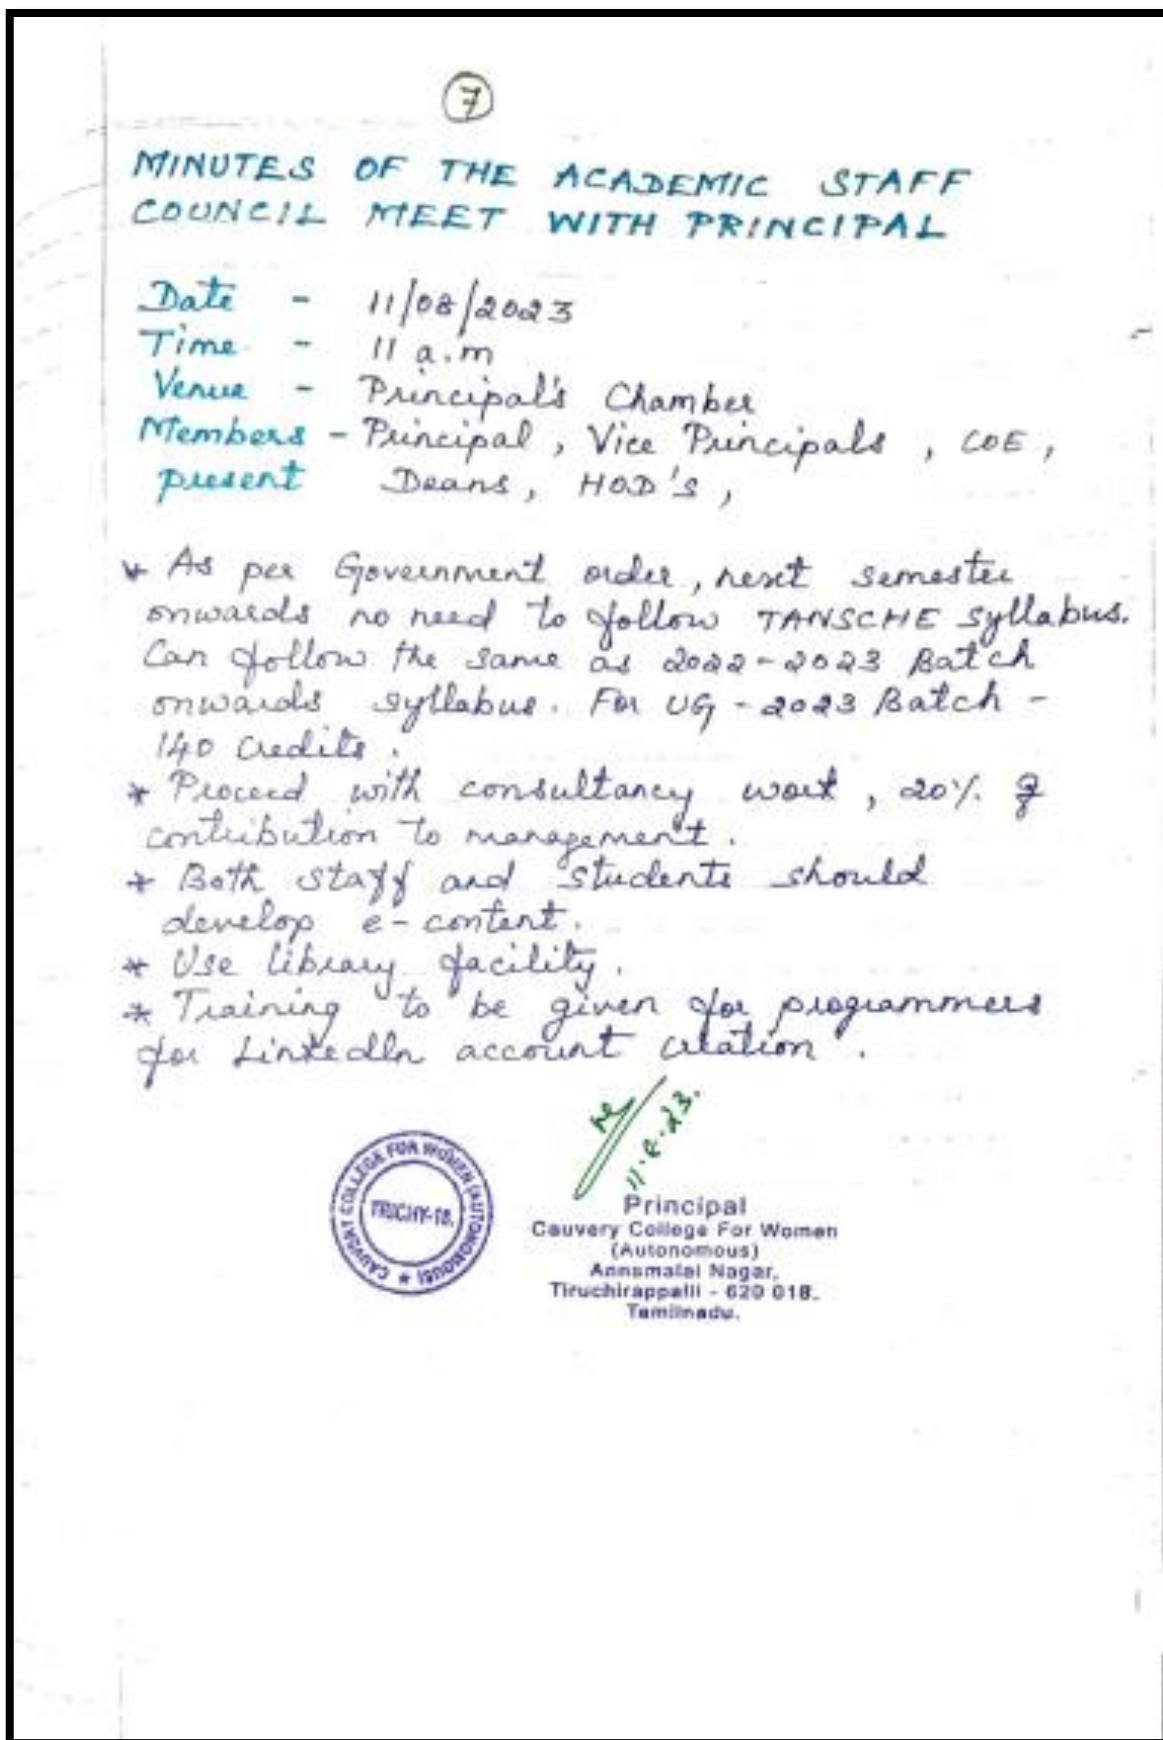 7
MINUTES OF THE ACADEMIC STAFF
COUNCIL MEET WITH PRINCIPAL
Date - 11/08/2023
Time - 11 a.m
Venue - Principal's Chamber
Members - Principal, Vice Principals, COE,
present Deans, HOD's,
* As per Government order, next semester
onwards no need to follow TANSCHE Syllabus.
Can follow the same as 2022-2023 Batch
onwards syllabus. For UG - 2023 Batch -
140 credits.
* Proceed with consultancy work, 20% of
contribution to management.
* Both staff and students should
develop e-content.
* Use library facility.
* Training to be given for programmers
for LinkedIn account creation.
11.8.23.
CAUVERY COLLEGE FOR WOMEN (AUTONOMOUS) *
TRICHY-18.
Principal
Cauvery College For Women
(Autonomous)
Annamalai Nagar,
Tiruchirappalli - 620 018.
Tamilnadu.